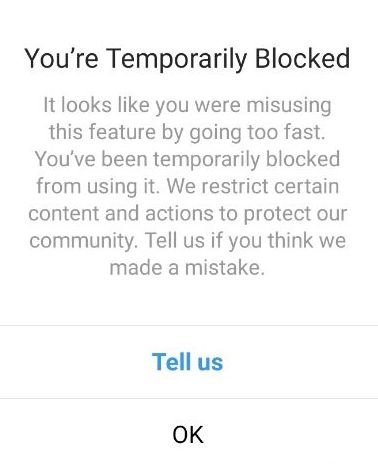 You’re Temporarily Blocked
It looks like you were misusing
this feature by going too fast.
You’ve been temporarily blocked
from using it. We restrict certain
content and actions to protect our
community. Tell us if you think we
made a mistake.
Tell us
OK